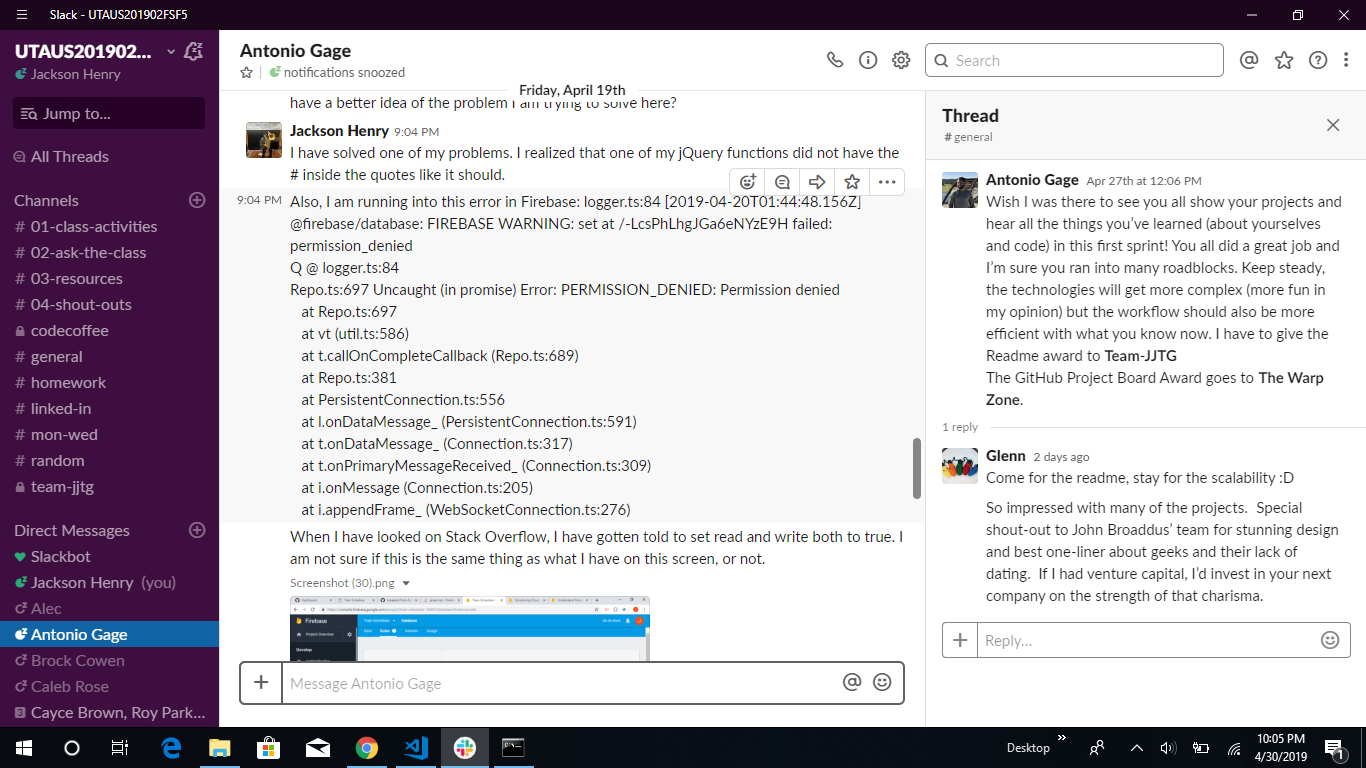 Slack - UTAUS201902FSF5
UTAUS201902...
Jackson Henry
Jump to...
All Threads
Channels
# 01-class-activities
# 02-ask-the-class
# 03-resources
# 04-shout-outs
codecoffee
# general
# homework
# linked-in
# mon-wed
# random
team-jjtg
Direct Messages
Slackbot
Jackson Henry (you)
Alec
Antonio Gage
Brock Cowen
Caleb Rose
3 Cayce Brown, Roy Park...
Antonio Gage
notifications snoozed
Search
Friday, April 19th
have a better idea of the problem I am trying to solve here?
Jackson Henry 9:04 PM
I have solved one of my problems. I realized that one of my jQuery functions did not have the
# inside the quotes like it should.
9:04 PM Also, I am running into this error in Firebase: logger.ts:84 [2019-04-20T01:44:48.156Z]
@firebase/database: FIREBASE WARNING: set at /-LcsPhLhgJGa6eNYzE9H failed:
permission_denied
Q @ logger.ts:84
Repo.ts:697 Uncaught (in promise) Error: PERMISSION_DENIED: Permission denied
at Repo.ts:697
at vt (util.ts:586)
at t.callOnCompleteCallback (Repo.ts:689)
at Repo.ts:381
at PersistentConnection.ts:556
at l.onDataMessage_ (PersistentConnection.ts:591)
at t.onDataMessage_ (Connection.ts:317)
at t.onPrimaryMessageReceived_ (Connection.ts:309)
at i.onMessage (Connection.ts:205)
at i.appendFrame_ (WebSocketConnection.ts:276)
When I have looked on Stack Overflow, I have gotten told to set read and write both to true. I
am not sure if this is the same thing as what I have on this screen, or not.
Screenshot (30).png
Firebase
Project Overview
Develop
Database
Data Rules
Usage
Message Antonio Gage
Thread
# general
Antonio Gage Apr 27th at 12:06 PM
Wish I was there to see you all show your projects and
hear all the things you’ve learned (about yourselves
and code) in this first sprint! You all did a great job and
I’m sure you ran into many roadblocks. Keep steady,
the technologies will get more complex (more fun in
my opinion) but the workflow should also be more
efficient with what you know now. I have to give the
Readme award to Team-JJTG
The GitHub Project Board Award goes to The Warp
Zone.
1 reply
Glenn 2 days ago
Come for the readme, stay for the scalability :D
So impressed with many of the projects. Special
shout-out to John Broaddus’ team for stunning design
and best one-liner about geeks and their lack of
dating. If I had venture capital, I’d invest in your next
company on the strength of that charisma.
Reply...
Desktop
10:05 PM
4/30/2019
1